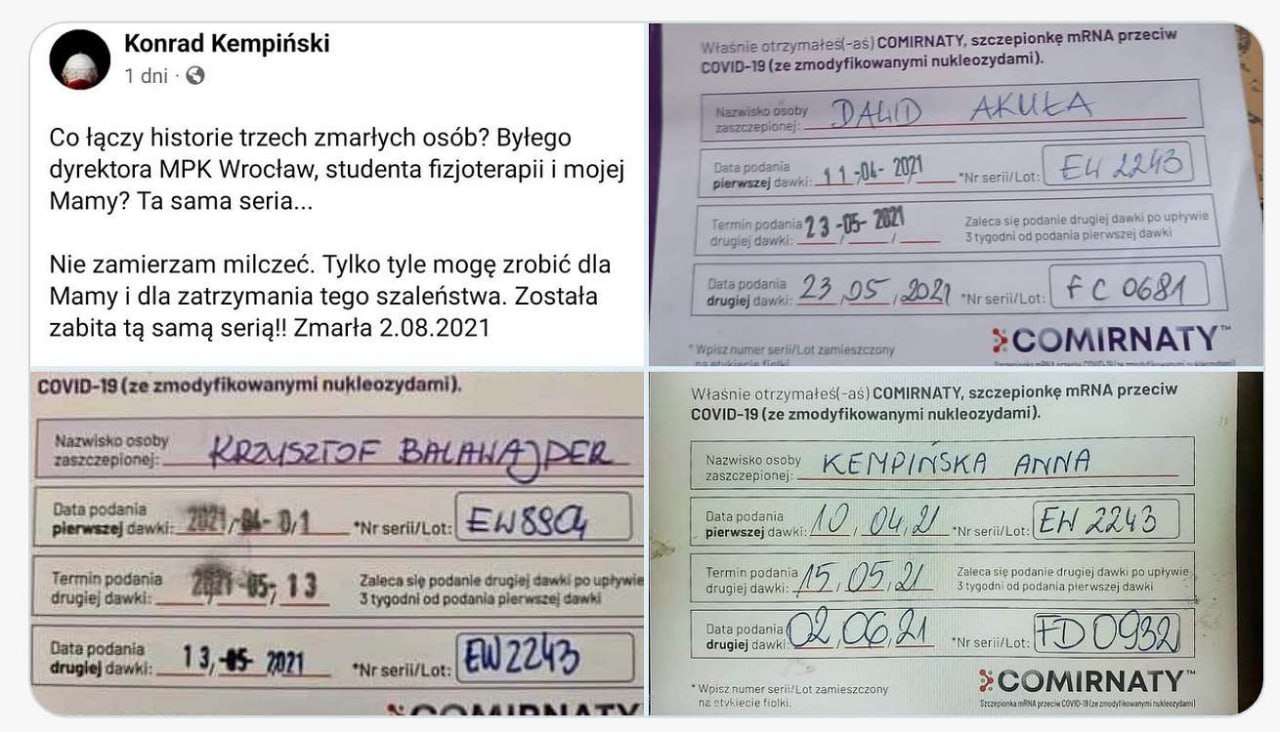 Konrad Kempiński
1 dni ·
Co łączy historie trzech zmarłych osób? Byłego
dyrektora MPK Wrocław, studenta fizjoterapii i mojej
Mamy? Ta sama seria...
Nie zamierzam milczeć. Tylko tyle mogę zrobić dla
Mamy i dla zatrzymania tego szaleństwa. Została
zabita tą samą serią!! Zmarła 2.08.2021
Właśnie otrzymałeś(-aś) COMIRNATY, szczepionkę mRNA przeciw
COVID-19 (ze zmodyfikowanymi nukleozydami).
Nazwisko osoby
zaszczepionej: DAWID AKUŁA
Data podania
pierwszej dawki: 11-04-2021 *Nr serii/Lot: EW 2243
Termin podania
drugiej dawki: 23-05-2021 Zaleca się podanie drugiej dawki po upływie
3 tygodni od podania pierwszej dawki
Data podania
drugiej dawki: 23 05 2021 *Nr serii/Lot: FC 0681
COMIRNATY™
* Wpisz numer serii/Lot zamieszczony
na etykiecie fiolki.
COVID-19 (ze zmodyfikowanymi nukleozydami).
Nazwisko osoby
zaszczepionej: KRZYSZTOF BALAWAJDER
Data podania
pierwszej dawki: 2021-04-01 *Nr serii/Lot: EW8904
Termin podania
drugiej dawki: 2021-05-13 Zaleca się podanie drugiej dawki po upływie
3 tygodni od podania pierwszej dawki
Data podania
drugiej dawki: 13, -05- 2021 *Nr serii/Lot: EW2243
COMIRNATY
Właśnie otrzymałeś(-aś) COMIRNATY, szczepionkę mRNA przeciw
COVID-19 (ze zmodyfikowanymi nukleozydami).
Nazwisko osoby
zaszczepionej: KEMPIŃSKA ANNA
Data podania
pierwszej dawki: 10,04,21 *Nr serii/Lot: EW 2243
Termin podania
drugiej dawki: 15,05,21 Zaleca się podanie drugiej dawki po upływie
3 tygodni od podania pierwszej dawki
Data podania
drugiej dawki: 02,06,21 *Nr serii/Lot: FD0932
COMIRNATY™
* Wpisz numer serii/Lot zamieszczony
na etykiecie fiolki.
Szczepionka mRNA przeciw COVID-19 (ze zmodyfikowanymi nukleozydami)